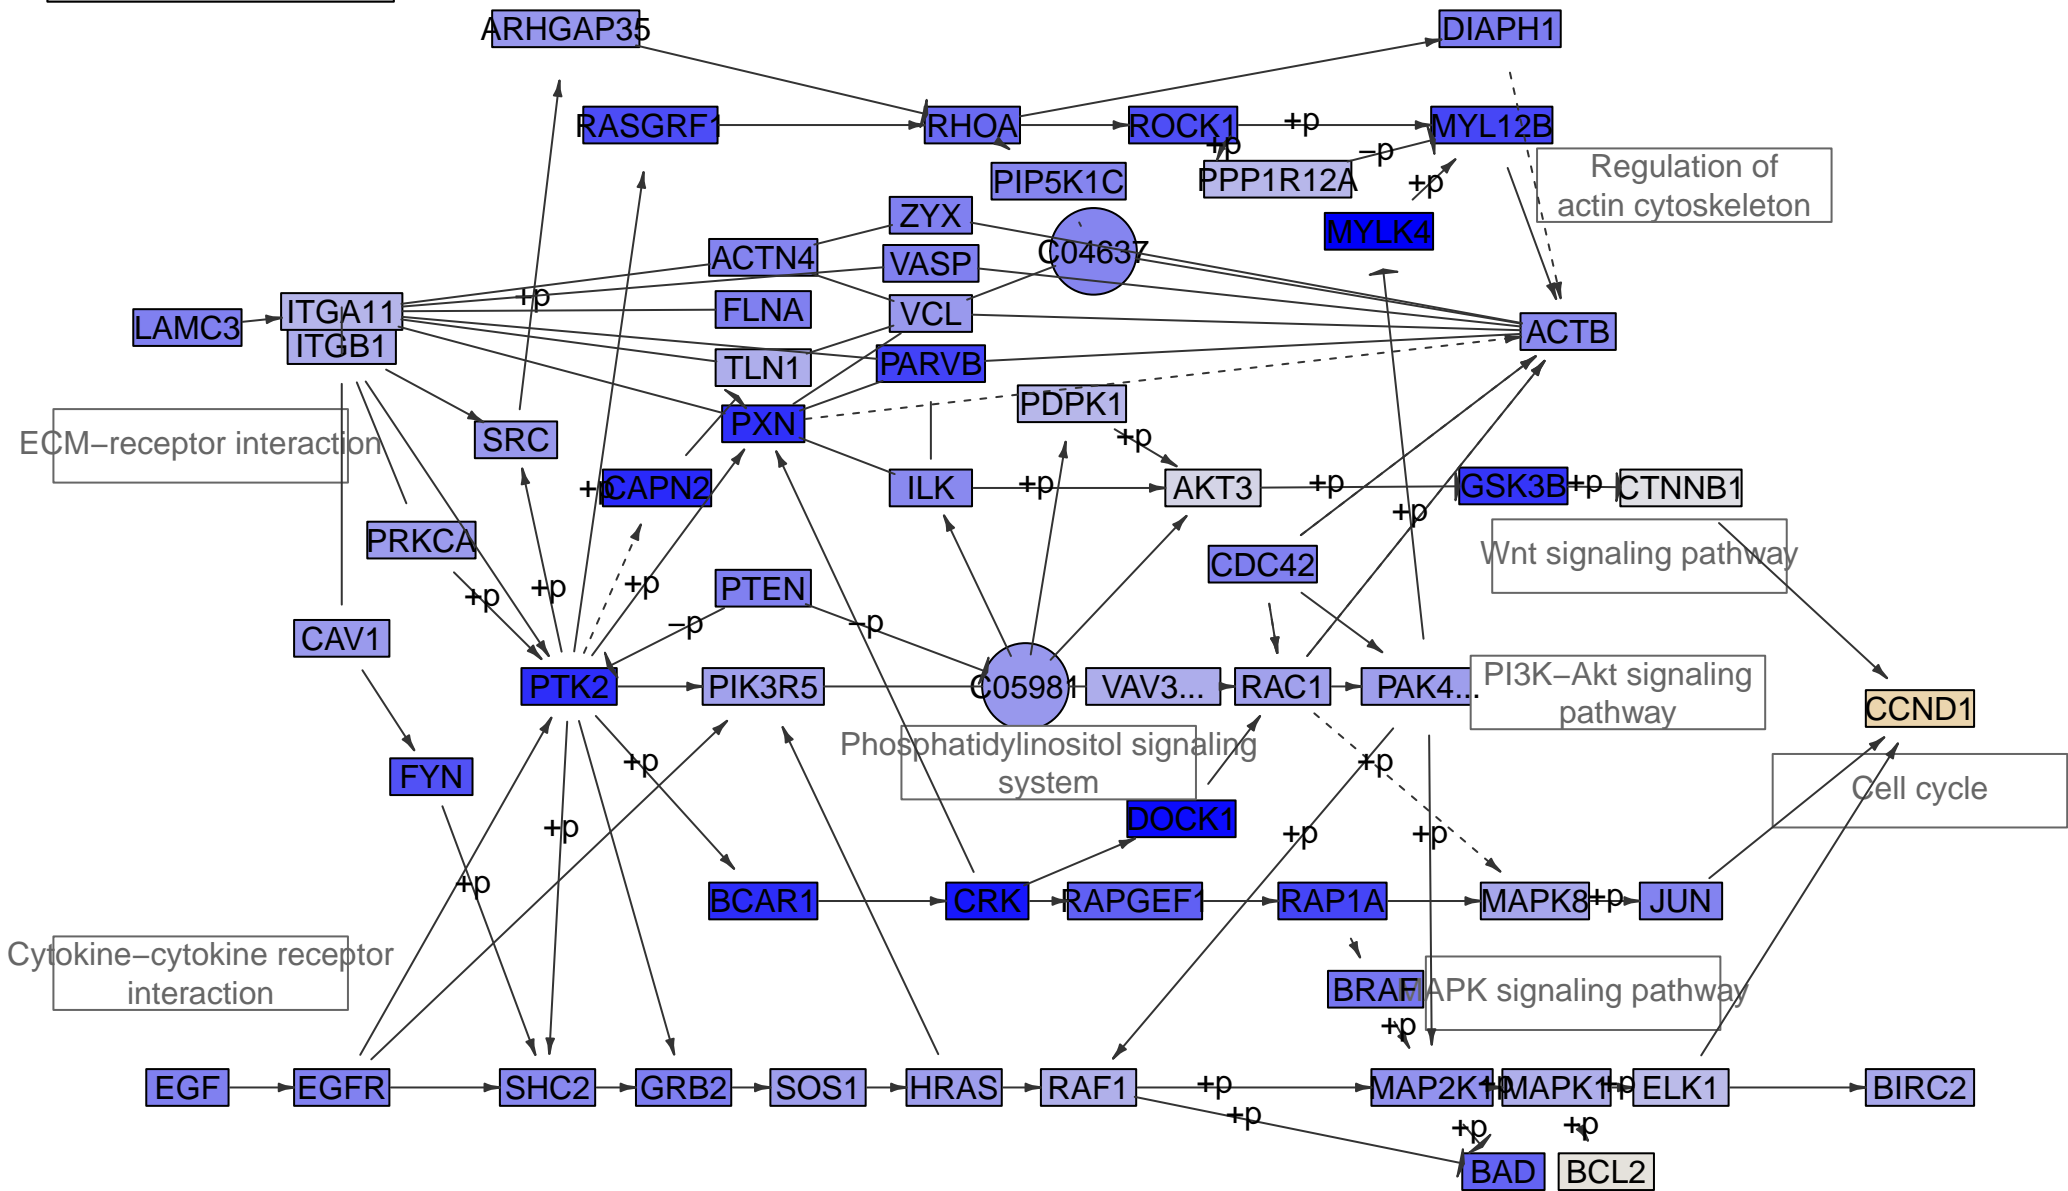 ARHGAP35
DIAPH1
RASGRF1
RHOA
ROCK1
+p
MYL12B
+p
−p
PIP5K1C
PPP1R12A
+p
Regulation of
actin cytoskeleton
ZYX
MYLK4
ACTN4
VASP
C04637
+p
ITGA11
FLNA
VCL
LAMC3
ACTB
ITGB1
TLN1
PARVB
PDPK1
PXN
+p
ECM−receptor interaction
SRC
+p
CAPN2
ILK
+p
AKT3
+p
GSK3B
+p
CTNNB1
+p
PRKCA
CDC42
Wnt signaling pathway
+p
+p
+p
PTEN
−p
−p
CAV1
PTK2
PIK3R5
C05981
VAV3...
RAC1
PAK4...
PI3K−Akt signaling
pathway
CCND1
Phosphatidylinositol signaling
system
FYN
+p
+p
Cell cycle
+p
DOCK1
+p
+p
+p
BCAR1
CRK
RAPGEF1
RAP1A
MAPK8
+p
JUN
Cytokine−cytokine receptor
interaction
BRAF
MAPK signaling pathway
+p
EGF
EGFR
SHC2
GRB2
SOS1
HRAS
RAF1
+p
MAP2K1
+p
MAPK1
+p
ELK1
BIRC2
+p
+p
+p
BAD
BCL2